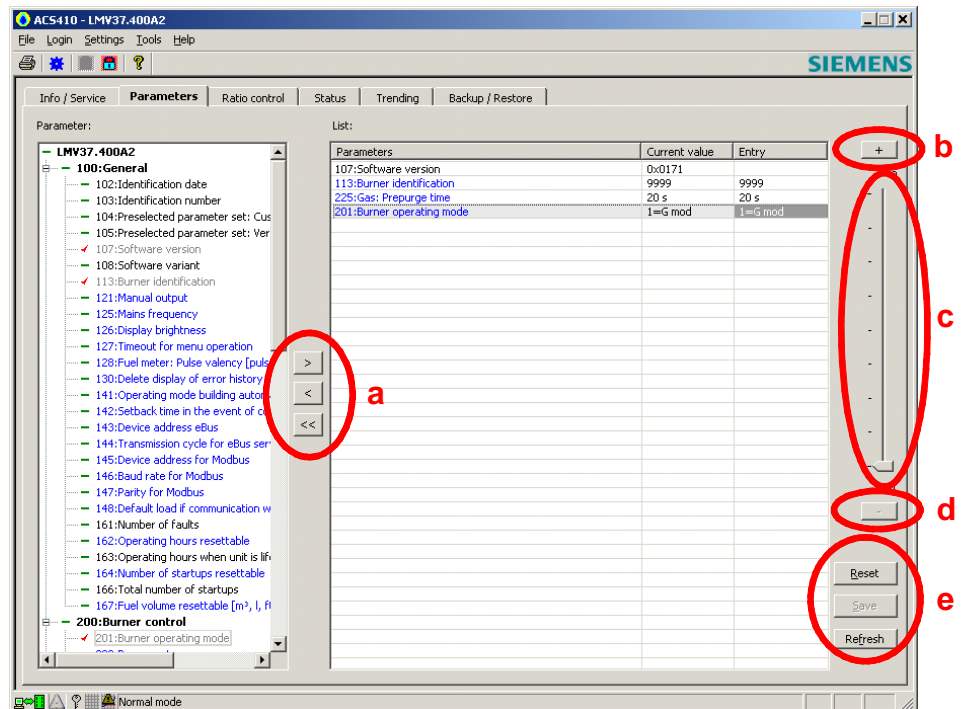 ACS410 - LMV37.400A2
File Login Settings Tools Help
SIEMENS
Info / Service Parameters Ratio control Status Trending Backup / Restore
Parameter:
List:
LMV37.400A2
100:General
102:Identification date
103:Identification number
104:Preselected parameter set: Cus
105:Preselected parameter set: Ver
107:Software version
108:Software variant
113:Burner identification
121:Manual output
125:Mains frequency
126:Display brightness
127:Timeout for menu operation
128:Fuel meter: Pulse valency [puls
130:Delete display of error history
141:Operating mode building autom
142:Setback time in the event of co
143:Device address eBus
144:Transmission cycle for eBus ser
145:Device address for Modbus
146:Baud rate for Modbus
147:Parity for Modbus
148:Default load if communication w
161:Number of faults
162:Operating hours resettable
163:Operating hours when unit is life
164:Number of startups resettable
166:Total number of startups
167:Fuel volume resettable [m³, l, ft
200:Burner control
201:Burner operating mode
>
<
<<
a
Parameters Current value Entry
107:Software version 0x0171
113:Burner identification 9999 9999
225:Gas: Prepurge time 20 s 20 s
201:Burner operating mode 1=G mod 1=G mod
+
b
c
-
d
Reset
Save
Refresh
e
Normal mode